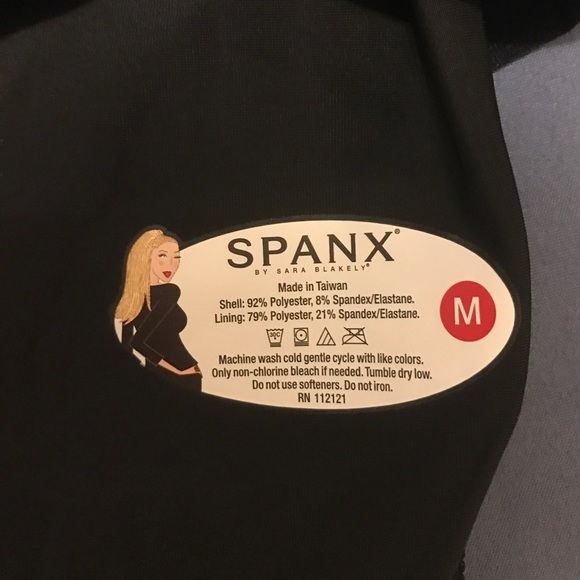 SPANX®
BY SARA BLAKELY®
Made in Taiwan
Shell: 92% Polyester, 8% Spandex/Elastane.
Lining: 79% Polyester, 21% Spandex/Elastane.
M
Machine wash cold gentle cycle with like colors.
Only non-chlorine bleach if needed. Tumble dry low.
Do not use softeners. Do not iron.
RN 112121